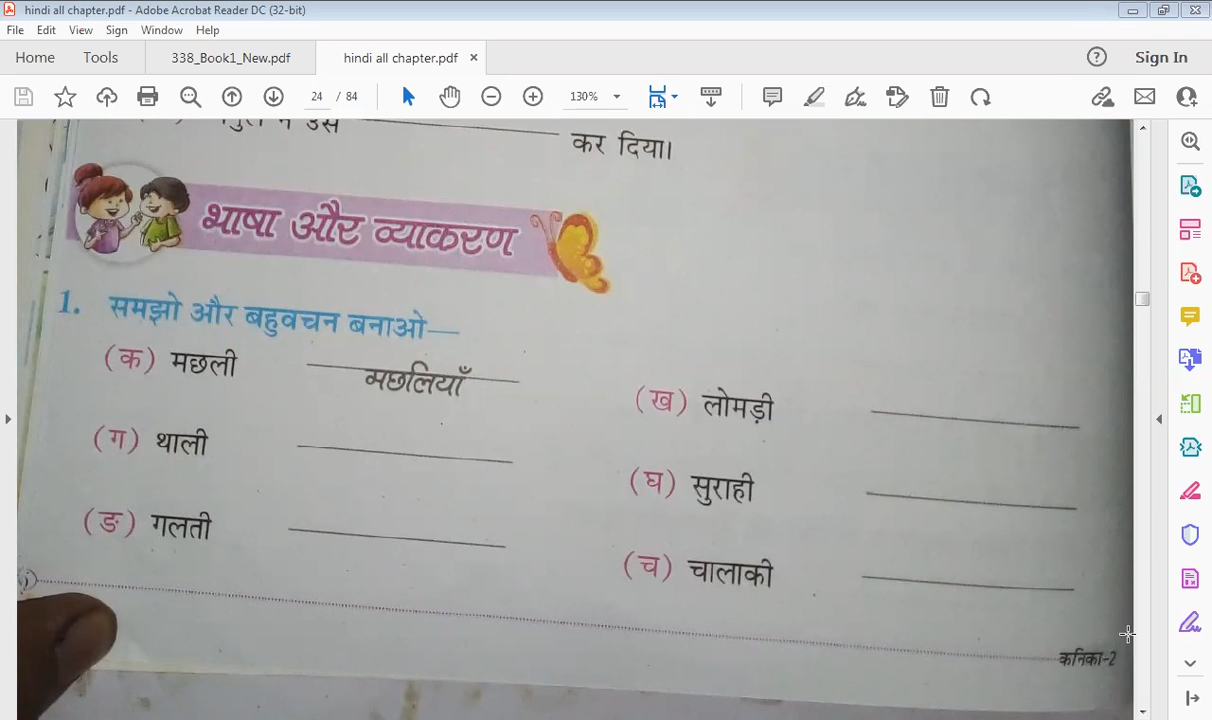 hindi all chapter.pdf - Adobe Acrobat Reader DC (32-bit)
File Edit View Sign Window Help
Home Tools 338_Book1_New.pdf hindi all chapter.pdf × Sign In
24 / 84 130%
उसे
कर दिया।
भाषा और व्याकरण
1. समझो और बहुवचन बनाओ—
(क) मछली मछलियाँ
(ख) लोमड़ी
(ग) थाली
(घ) सुराही
(ङ) गलती
(च) चालाकी
कनिका-2